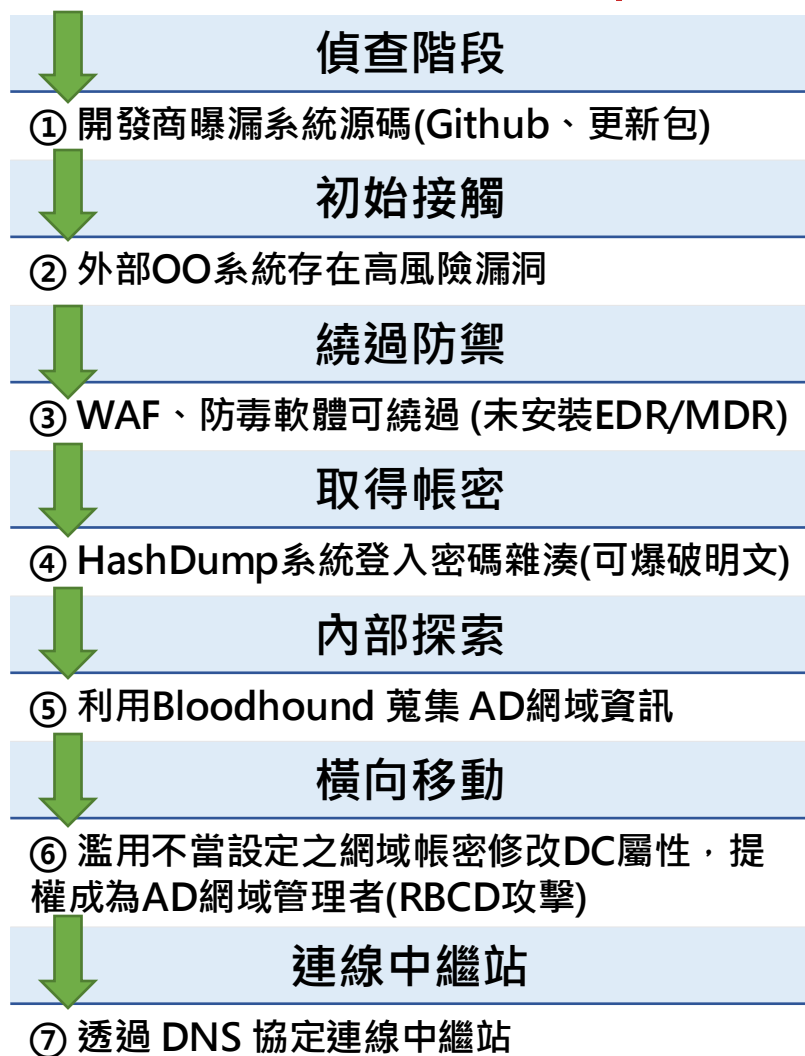 偵查階段
① 開發商曝漏系統源碼(Github、更新包)
初始接觸
② 外部OO系統存在高風險漏洞
繞過防禦
③ WAF、防毒軟體可繞過 (未安裝EDR/MDR)
取得帳密
④ HashDump系統登入密碼雜湊(可爆破明文)
內部探索
⑤ 利用Bloodhound 蒐集 AD網域資訊
橫向移動
⑥ 濫用不當設定之網域帳密修改DC屬性，提
權成為AD網域管理者(RBCD攻擊)
連線中繼站
⑦ 透過 DNS 協定連線中繼站